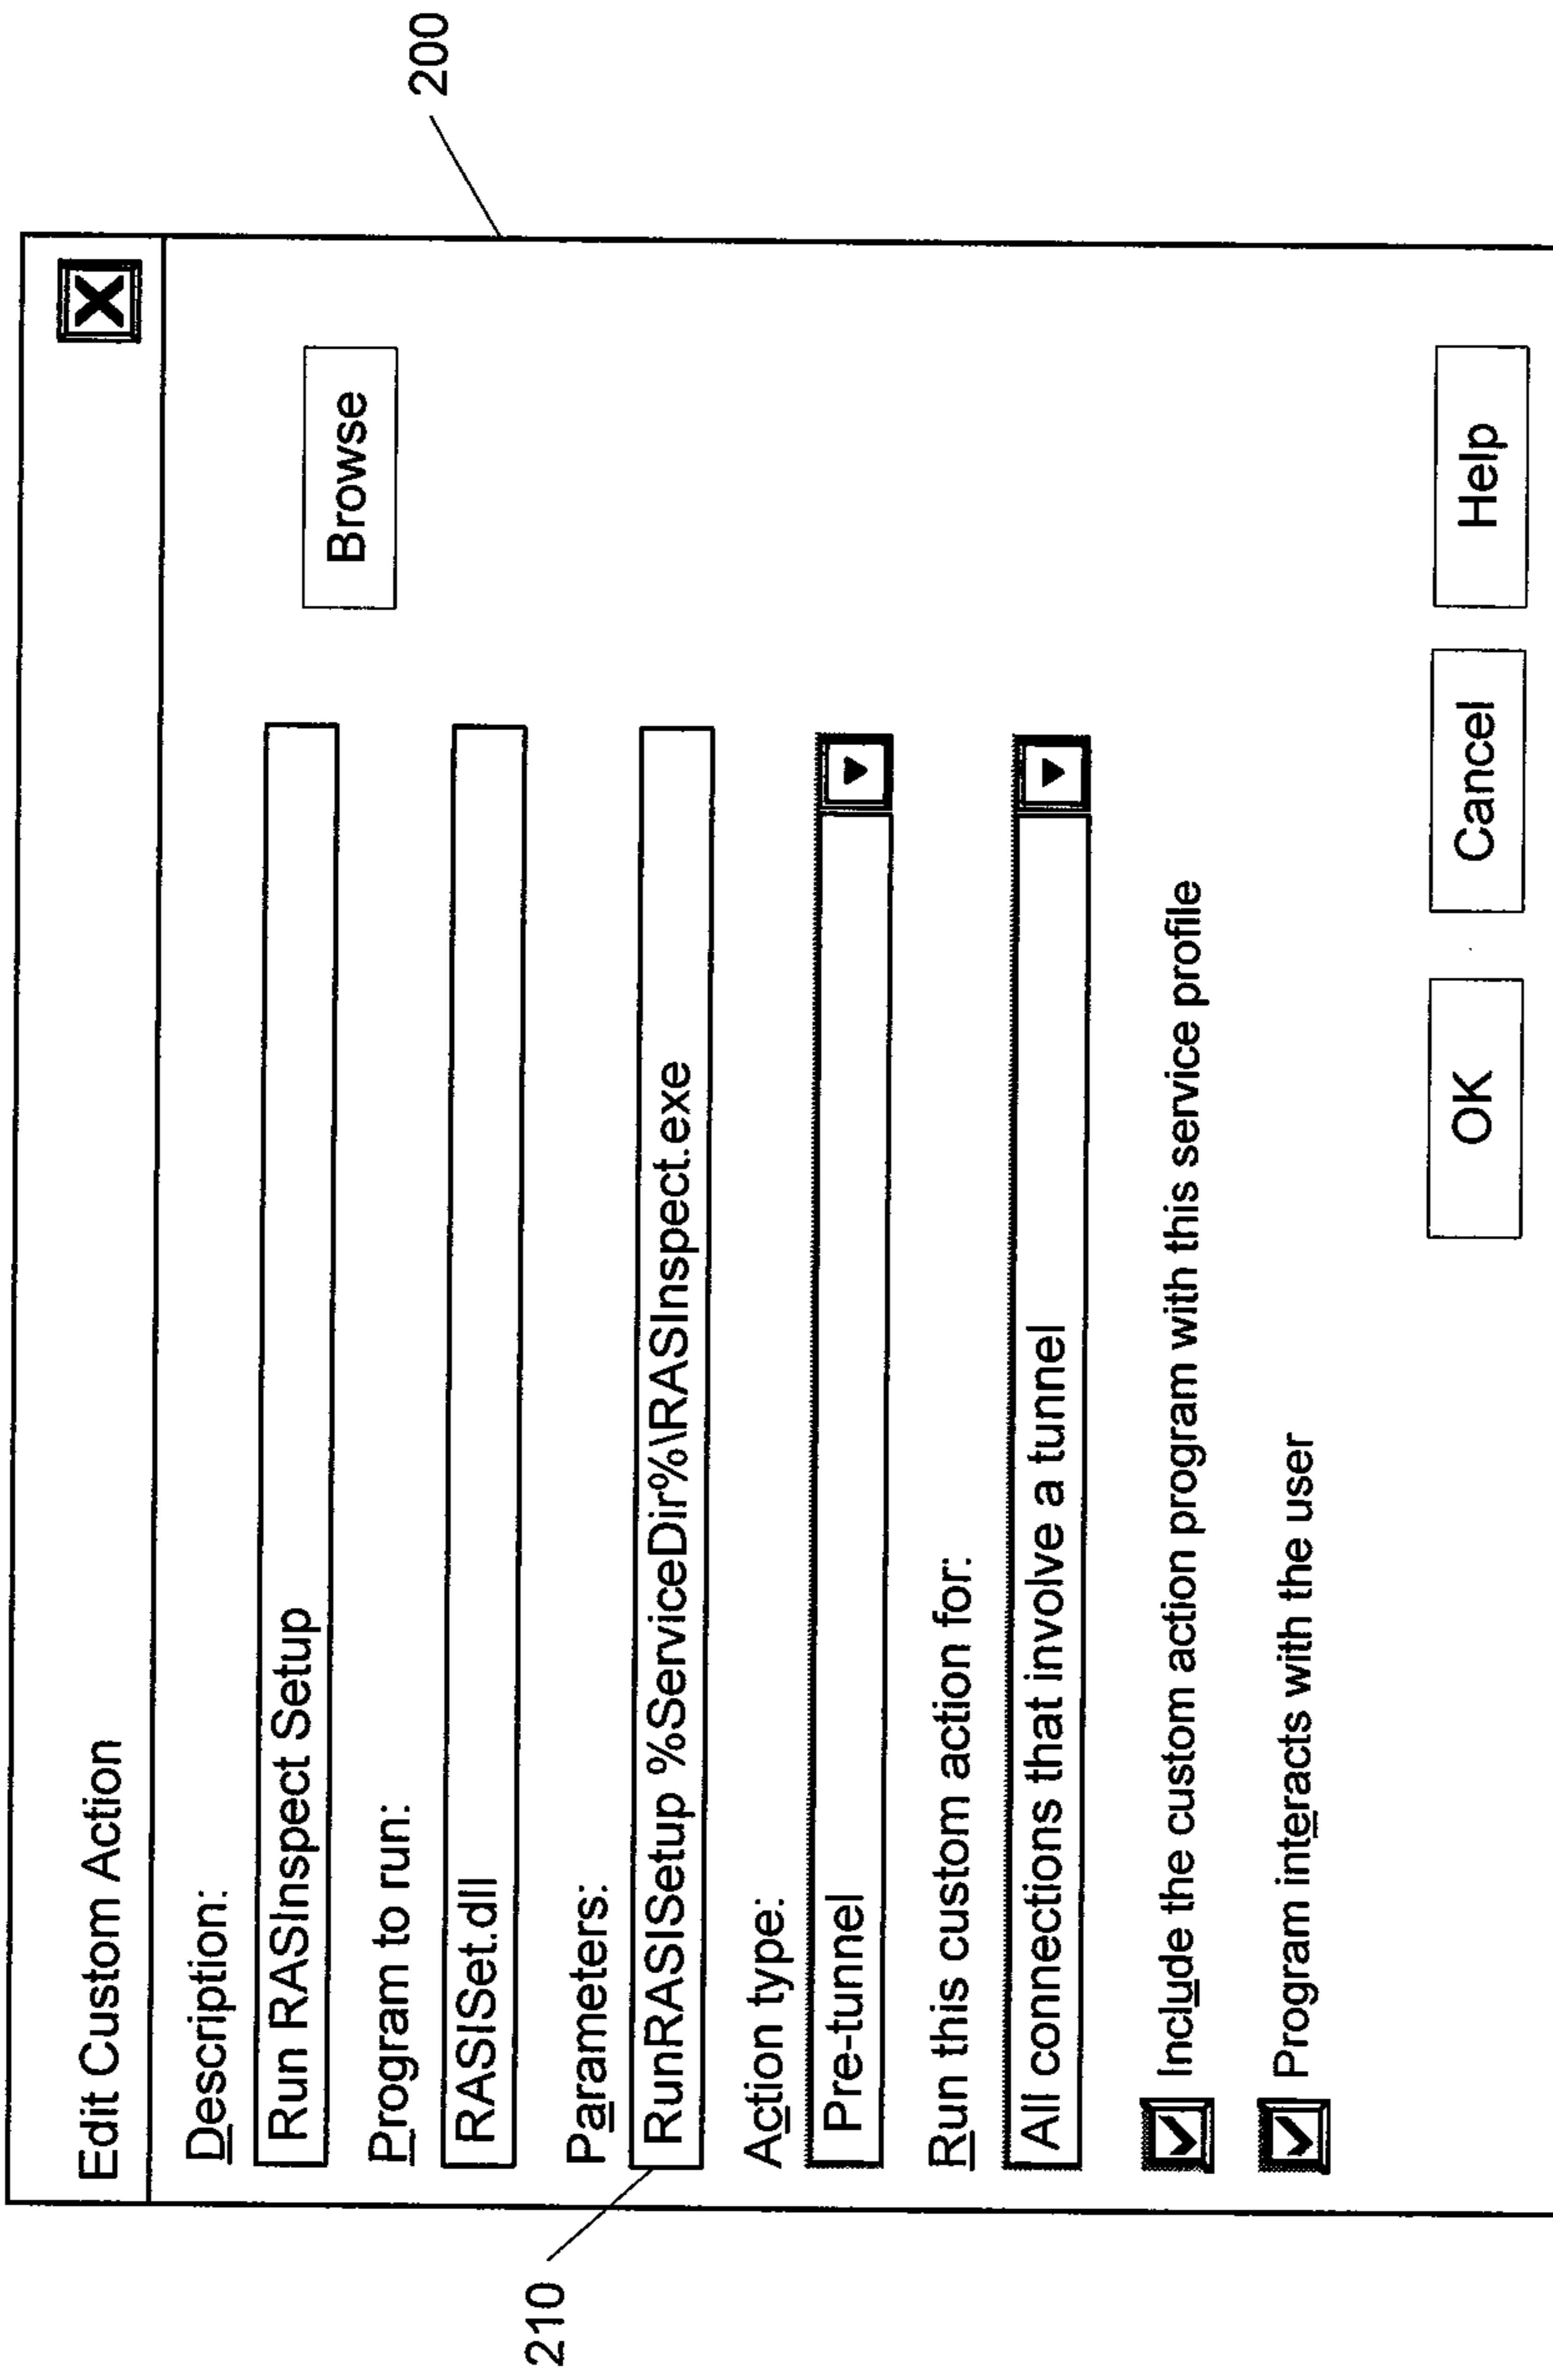 Edit Custom Action
X
200
Description:
Run RASInspect Setup
Browse
Program to run:
RASISet.dll
Parameters:
210
RunRASISetup %ServiceDir%\RASInspect.exe
Action type:
Pre-tunnel
Run this custom action for:
All connections that involve a tunnel
Include the custom action program with this service profile
Program interacts with the user
OK
Cancel
Help